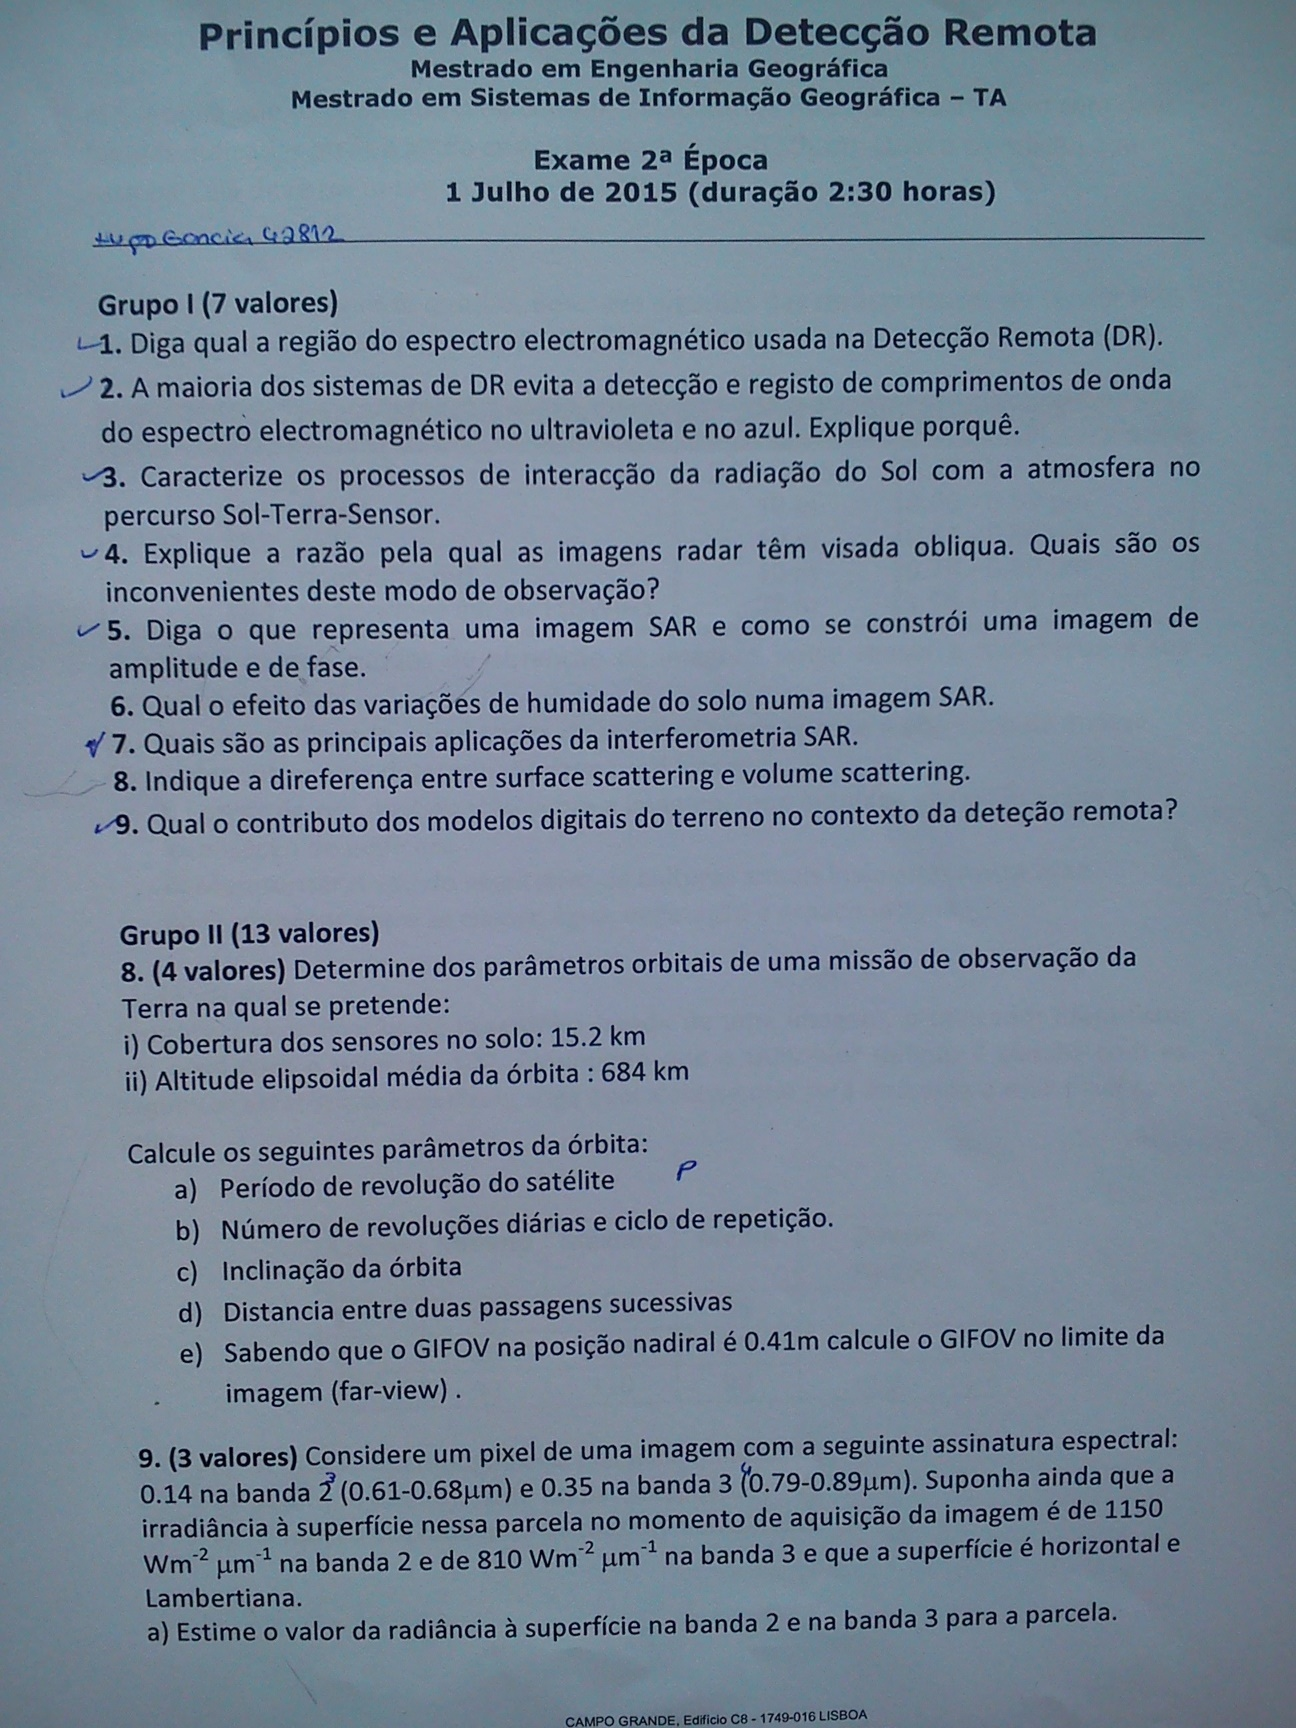 Princípios e Aplicações da Detecção Remota
Mestrado em Engenharia Geográfica
Mestrado em Sistemas de Informação Geográfica – TA
Exame 2ª Época
1 Julho de 2015 (duração 2:30 horas)
42812
Grupo I (7 valores)
1. Diga qual a região do espectro electromagnético usada na Detecção Remota (DR).
2. A maioria dos sistemas de DR evita a detecção e registo de comprimentos de onda
do espectro electromagnético no ultravioleta e no azul. Explique porquê.
3. Caracterize os processos de interacção da radiação do Sol com a atmosfera no
percurso Sol-Terra-Sensor.
4. Explique a razão pela qual as imagens radar têm visada obliqua. Quais são os
inconvenientes deste modo de observação?
5. Diga o que representa uma imagem SAR e como se constrói uma imagem de
amplitude e de fase.
6. Qual o efeito das variações de humidade do solo numa imagem SAR.
7. Quais são as principais aplicações da interferometria SAR.
8. Indique a direferença entre surface scattering e volume scattering.
9. Qual o contributo dos modelos digitais do terreno no contexto da deteção remota?
Grupo II (13 valores)
8. (4 valores) Determine dos parâmetros orbitais de uma missão de observação da
Terra na qual se pretende:
i) Cobertura dos sensores no solo: 15.2 km
ii) Altitude elipsoidal média da órbita : 684 km
Calcule os seguintes parâmetros da órbita:
a) Período de revolução do satélite P
b) Número de revoluções diárias e ciclo de repetição.
c) Inclinação da órbita
d) Distancia entre duas passagens sucessivas
e) Sabendo que o GIFOV na posição nadiral é 0.41m calcule o GIFOV no limite da
imagem (far-view) .
9. (3 valores) Considere um pixel de uma imagem com a seguinte assinatura espectral:
3 4
0.14 na banda 2 (0.61-0.68µm) e 0.35 na banda 3 (0.79-0.89µm). Suponha ainda que a
irradiância à superfície nessa parcela no momento de aquisição da imagem é de 1150
Wm⁻² µm⁻¹ na banda 2 e de 810 Wm⁻² µm⁻¹ na banda 3 e que a superfície é horizontal e
Lambertiana.
a) Estime o valor da radiância à superfície na banda 2 e na banda 3 para a parcela.
CAMPO GRANDE, Edificio C8 - 1749-016 LISBOA